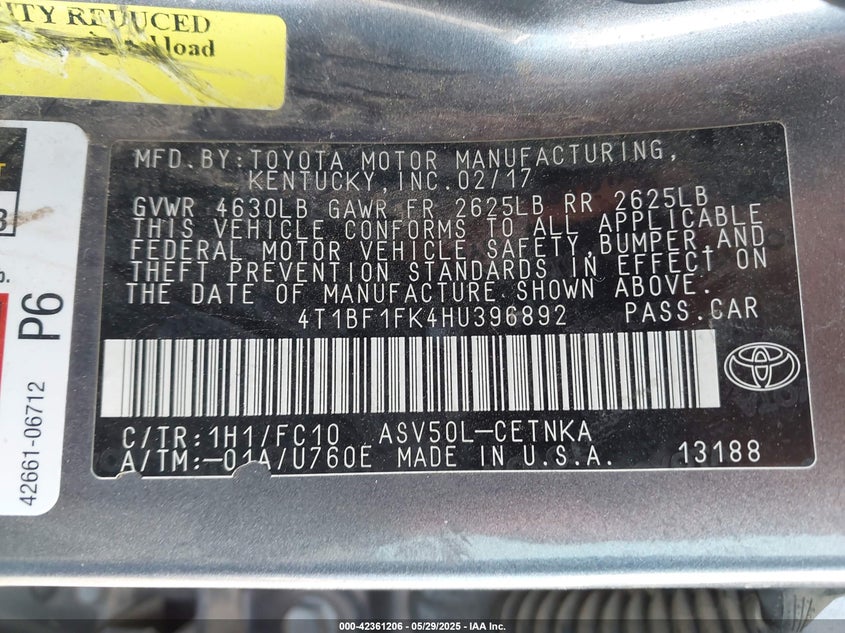 ITY REDUCED
load
T
3
P6
42661-06712
MFD.BY:TOYOTA MOTOR MANUFACTURING,
KENTUCKY,INC.02/17
GVWR 4630LB GAWR FR 2625LB RR 2625LB
THIS VEHICLE CONFORMS TO ALL APPLICABLE
FEDERAL MOTOR VEHICLE SAFETY,BUMPER,AND
THEFT PREVENTION STANDARDS IN EFFECT ON
THE DATE OF MANUFACTURE SHOWN ABOVE.
4T1BF1FK4HU396892 PASS.CAR
C/TR:1H1/FC10 ASV50L-CETNKA
A/TM:-01A/U760E MADE IN U.S.A. 13188
000-42361206 - 05/29/2025 - IAA Inc.